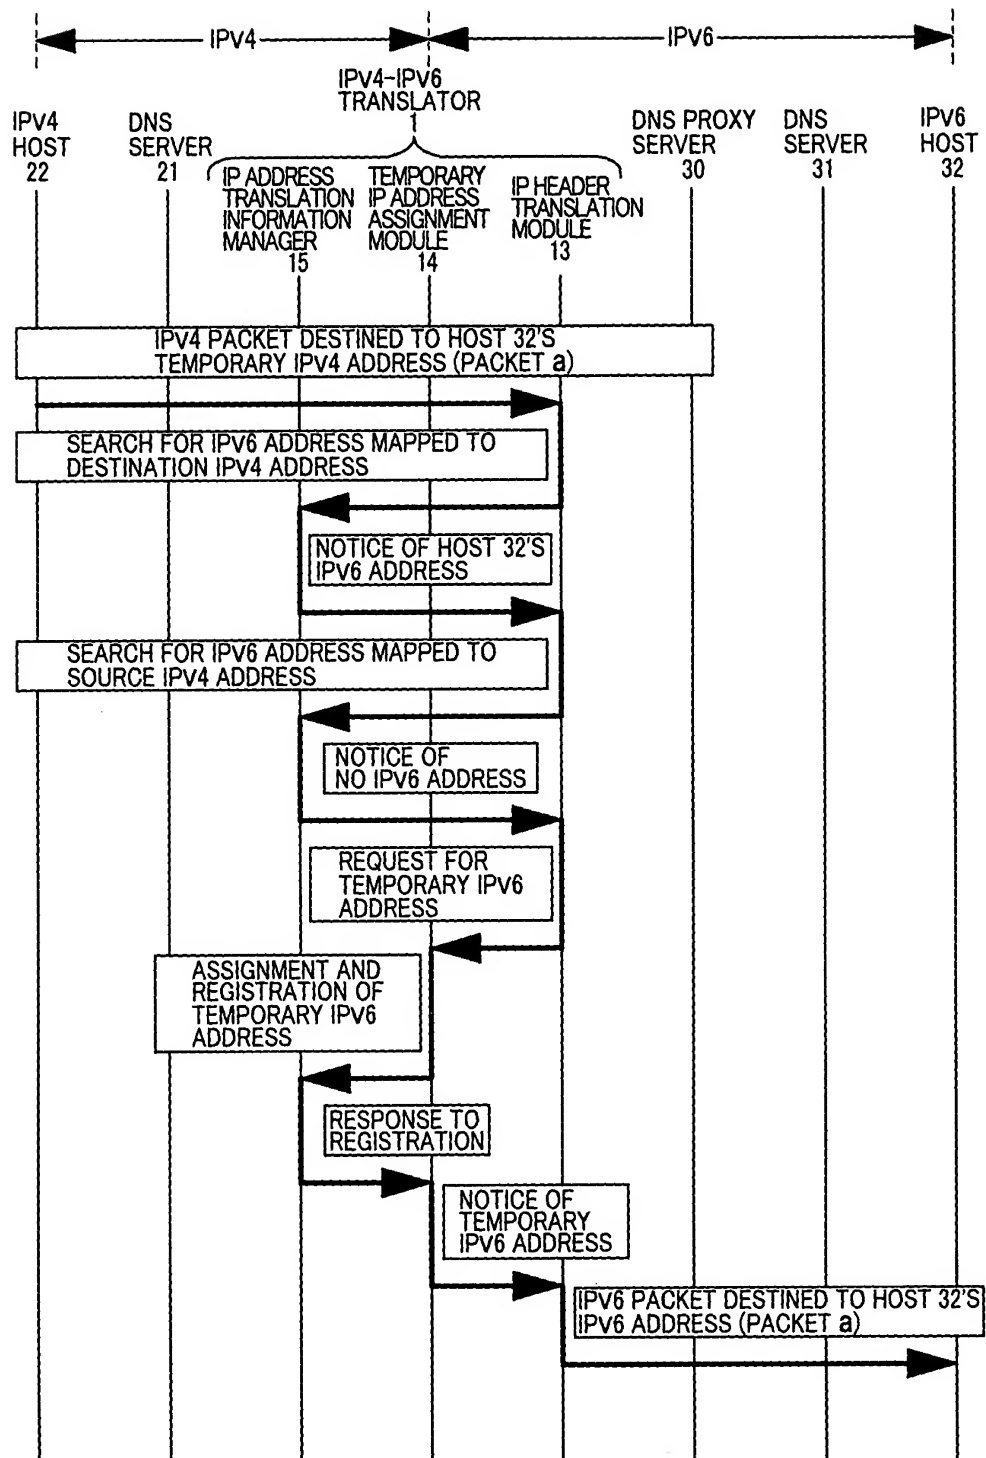 IPV4
IPV6
IPV4-IPV6
TRANSLATOR
1
IPV4
HOST
22
DNS
SERVER
21
DNS PROXY
SERVER
30
DNS
SERVER
31
IPV6
HOST
32
IP ADDRESS
TRANSLATION
INFORMATION
MANAGER
15
TEMPORARY
IP ADDRESS
ASSIGNMENT
MODULE
14
IP HEADER
TRANSLATION
MODULE
13
IPV4 PACKET DESTINED TO HOST 32'S
TEMPORARY IPV4 ADDRESS (PACKET a)
SEARCH FOR IPV6 ADDRESS MAPPED TO
DESTINATION IPV4 ADDRESS
NOTICE OF HOST 32'S
IPV6 ADDRESS
SEARCH FOR IPV6 ADDRESS MAPPED TO
SOURCE IPV4 ADDRESS
NOTICE OF
NO IPV6 ADDRESS
REQUEST FOR
TEMPORARY IPV6
ADDRESS
ASSIGNMENT AND
REGISTRATION OF
TEMPORARY IPV6
ADDRESS
RESPONSE TO
REGISTRATION
NOTICE OF
TEMPORARY
IPV6 ADDRESS
IPV6 PACKET DESTINED TO HOST 32'S
IPV6 ADDRESS (PACKET a)